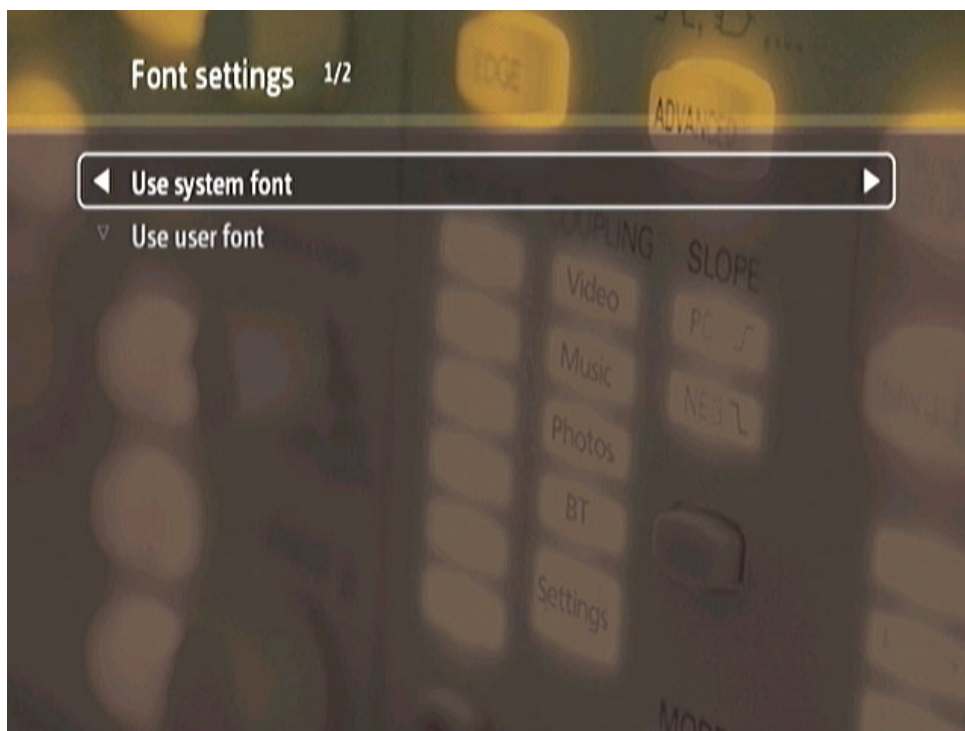 Font settings 1/2
EDGE
ADVANCED
Use system font
Use user font
COUPLING
SLOPE
Video
Music
Photos
BT
Settings
NEG